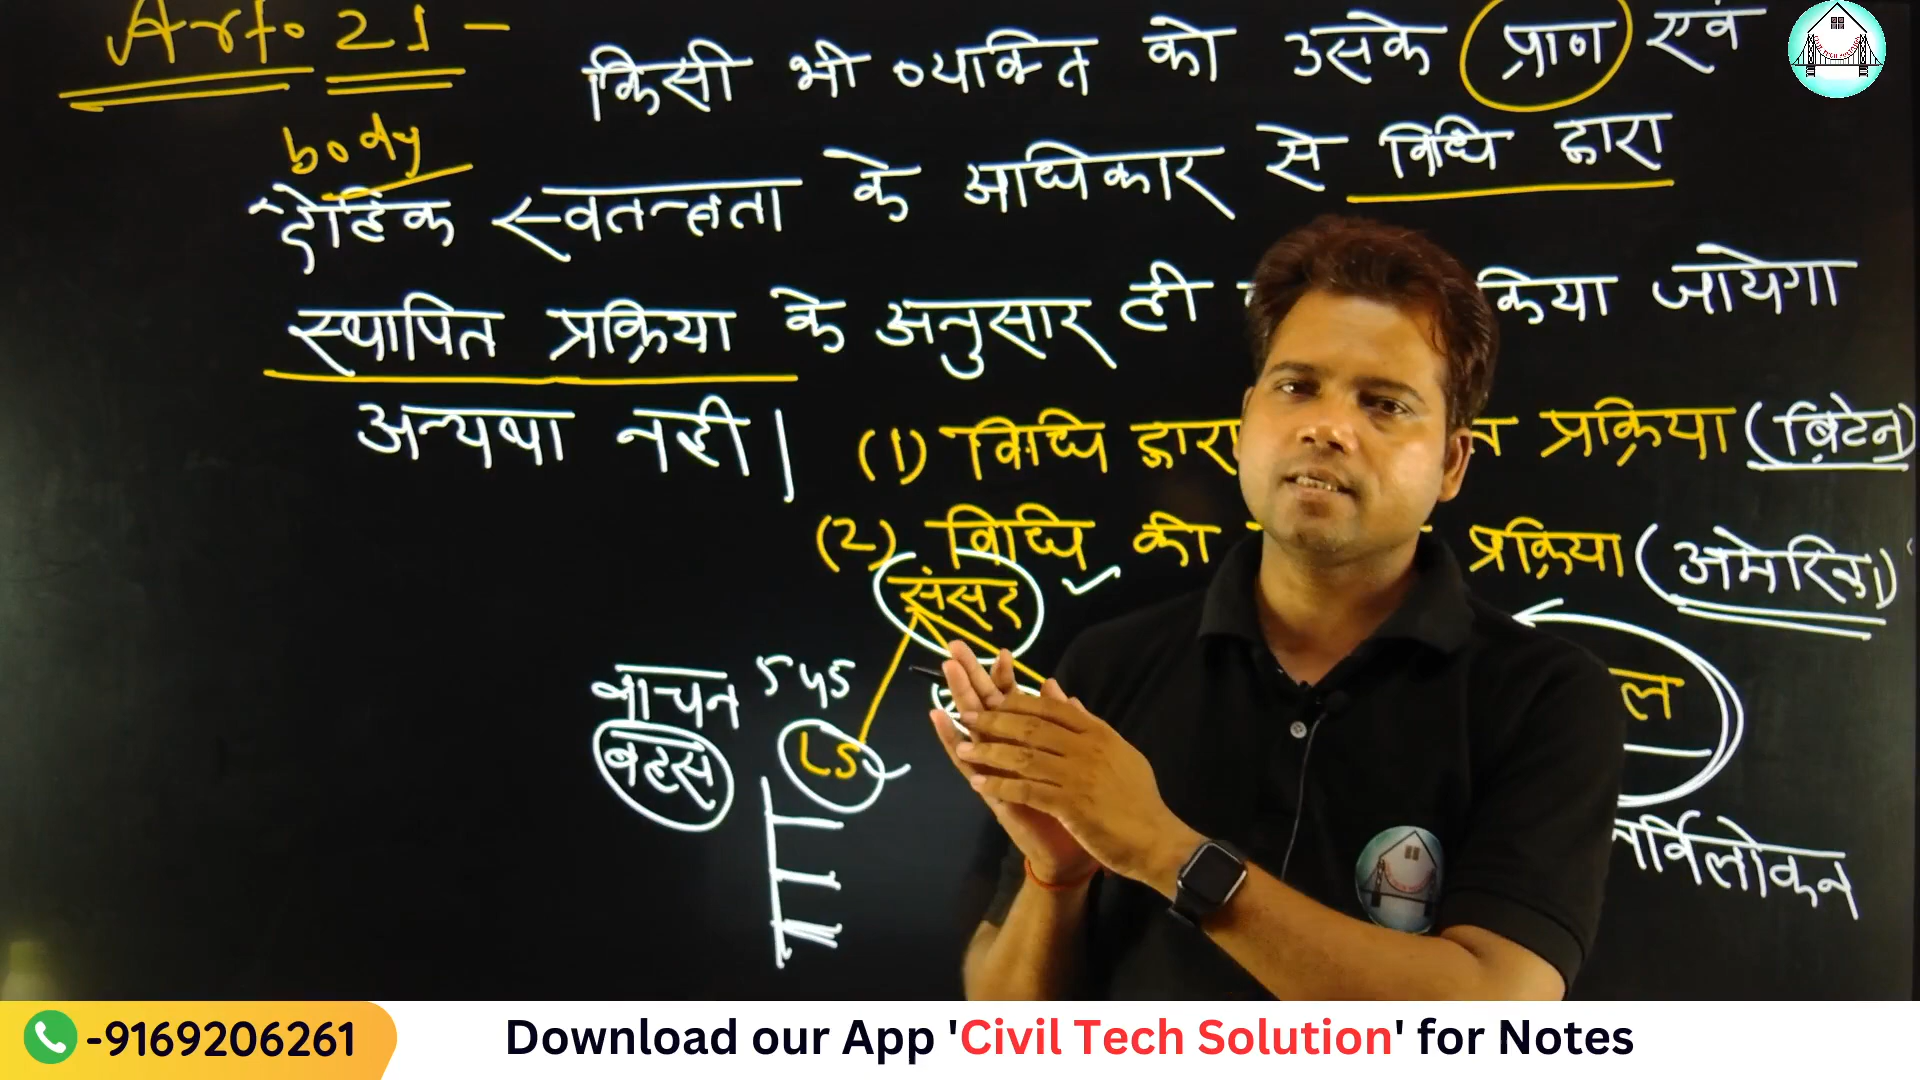 Art. 21 -
किसी भी व्यक्ति को उसके प्राण एवं
body
दैहिक स्वतन्त्रता के अधिकार से विधि द्वारा
स्थापित प्रक्रिया के अनुसार ही किया जायेगा
अन्यथा नहीं।
(1) विधि द्वारा प्रक्रिया (ब्रिटेन)
(2) विधि की प्रक्रिया (अमेरिका)
संसद
वाचन 545
बहस LS
-9169206261 Download our App 'Civil Tech Solution' for Notes